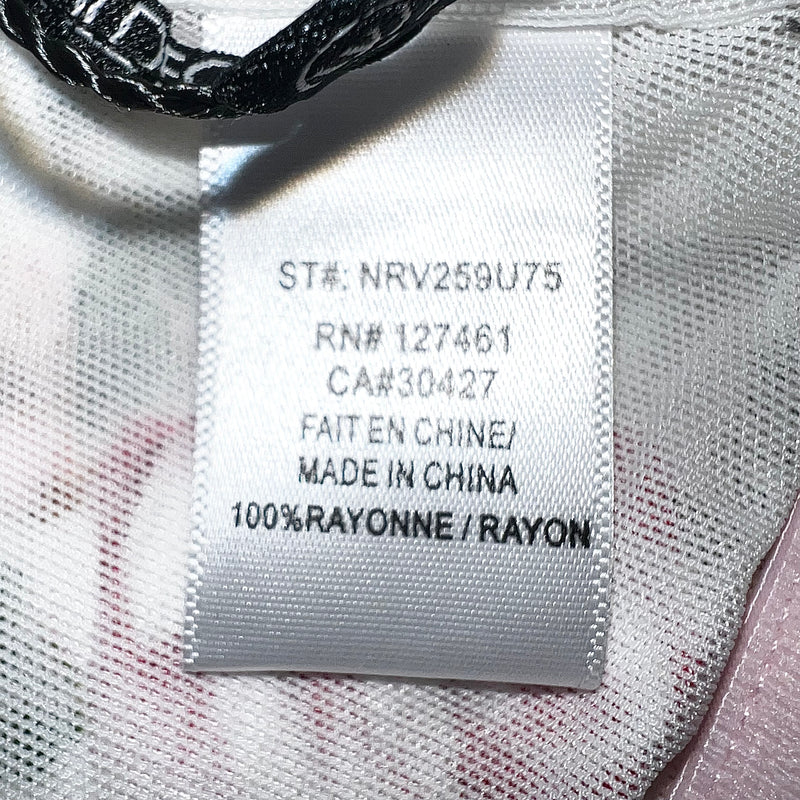 ST#: NRV259U75
RN# 127461
CA#30427
FAIT EN CHINE/
MADE IN CHINA
100%RAYONNE / RAYON